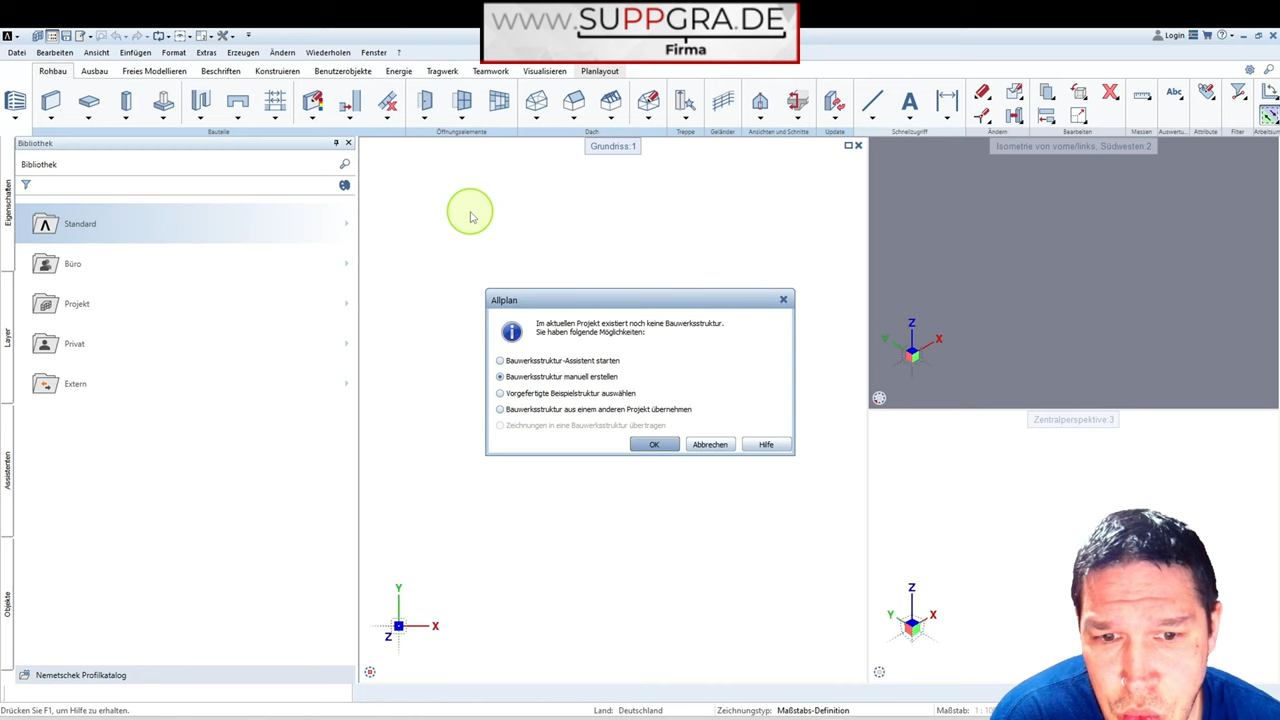 www.SUPPGRA.DE
Firma
Login
Datei Bearbeiten Ansicht Einfügen Format Extras Erzeugen Ändern Wiederholen Fenster ?
Rohbau Ausbau Freies Modellieren Beschriften Konstruieren Benutzerobjekte Energie Tragwerk Teamwork Visualisieren Planlayout
A Abc
Bauteile Öffnungselemente Dach Treppe Geländer Ansichten und Schnitte Update Schnellzugriff Ändern Bearbeiten Messen Auswertu... Attribute Filter Arbeitsum
Bibliothek
Grundriss:1
Isometrie von vorne/links, Südwesten:2
Bibliothek
Standard
Büro
Projekt
Privat
Extern
Eigenschaften
Layer
Assistenten
Objekte
Allplan
Im aktuellen Projekt existiert noch keine Bauwerksstruktur.
Sie haben folgende Möglichkeiten:
Bauwerksstruktur-Assistent starten
Bauwerksstruktur manuell erstellen
Vorgefertigte Beispielstruktur auswählen
Bauwerksstruktur aus einem anderen Projekt übernehmen
Zeichnungen in eine Bauwerksstruktur übertragen
OK Abbrechen Hilfe
Z
Y X
Zentralperspektive:3
Y
X
Z
Z
Y X
Nemetschek Profilkatalog
Drücken Sie F1, um Hilfe zu erhalten.
Land: Deutschland
Zeichnungstyp: Maßstabs-Definition
Maßstab: